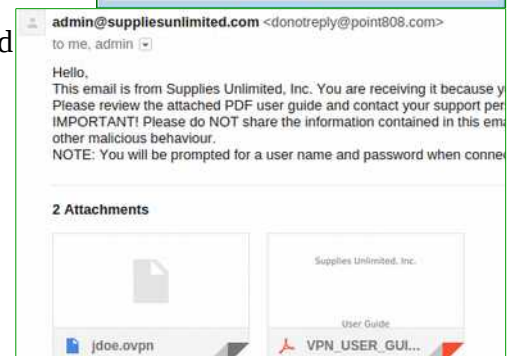 admin@suppliesunlimited.com <donotreply@point808.com>
d
to me, admin
Hello,
This email is from Supplies Unlimited, Inc. You are receiving it because
Please review the attached PDF user guide and contact your support
IMPORTANT! Please do NOT share the information contained in this
other malicious behaviour.
NOTE: You will be prompted for a user name and password when
2 Attachments
Supplies Unlimited, Inc.
User Guide
jdoe.ovpn
VPN_USER_GUI...